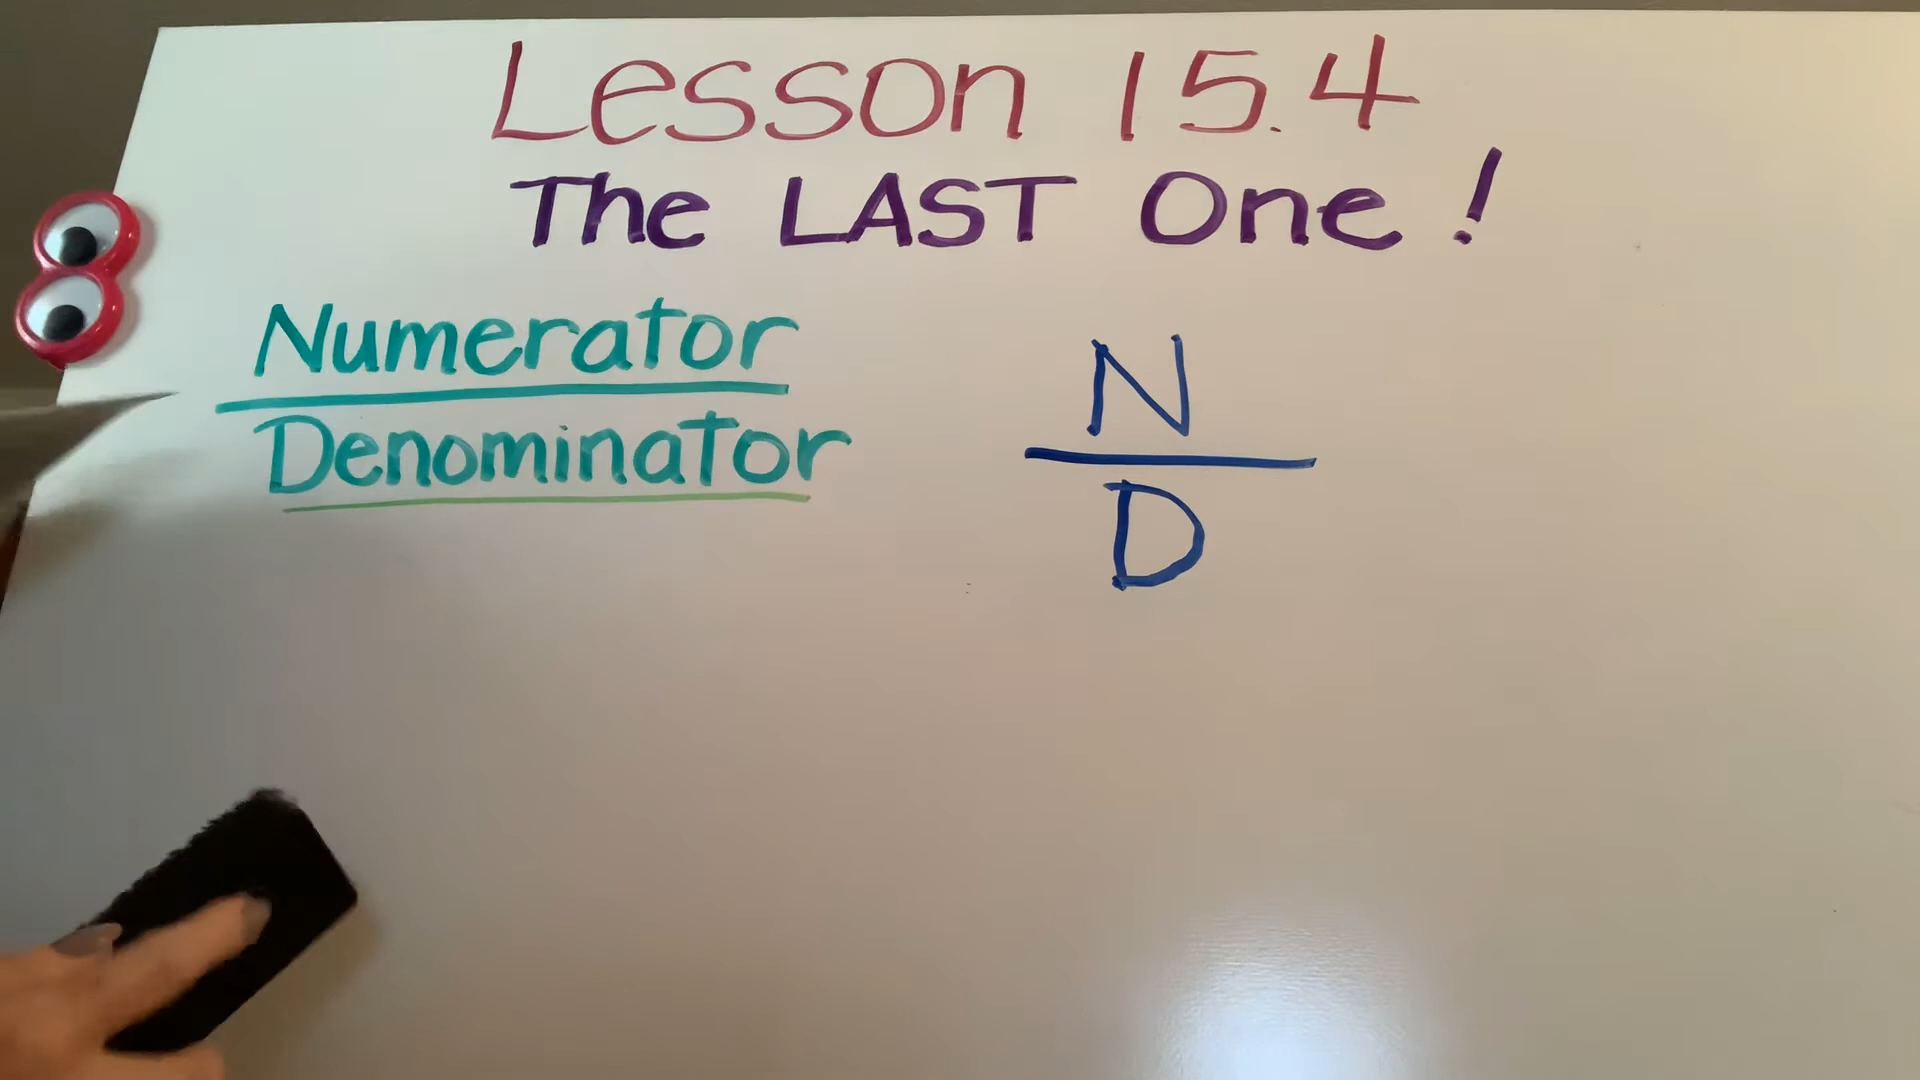 Lesson 15.4
The LAST One!
Numerator
Denominator
N
D